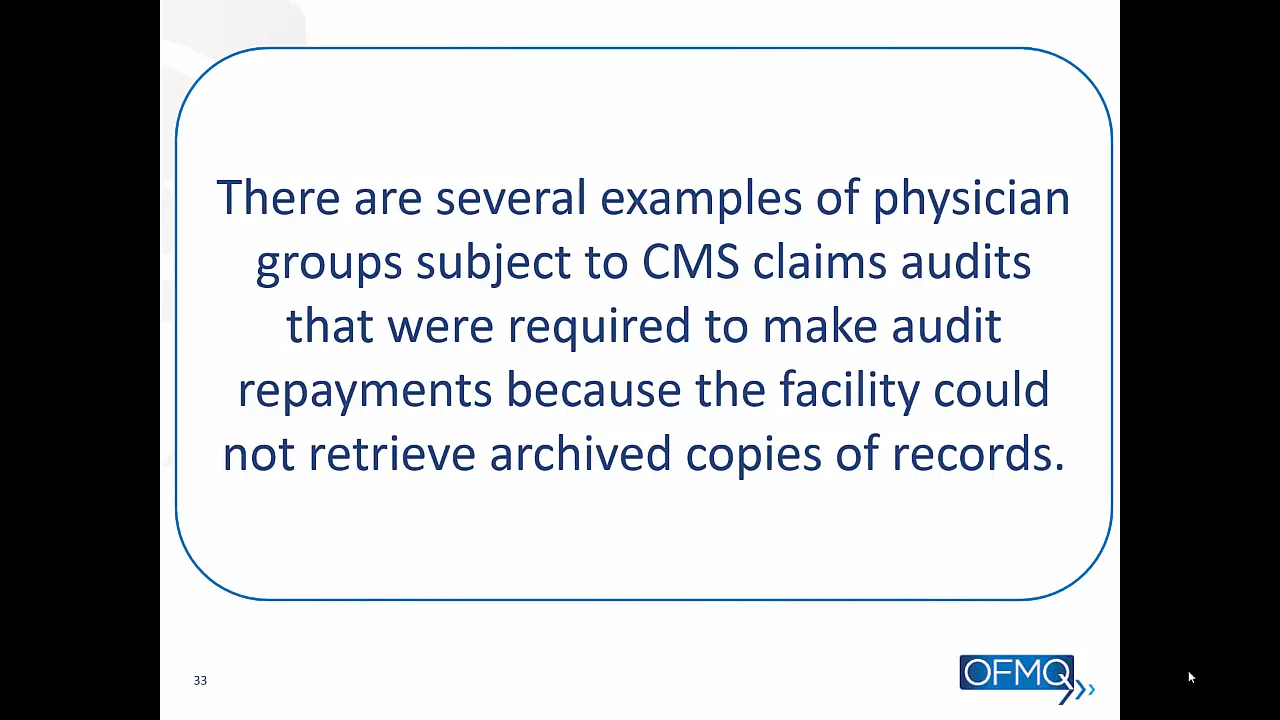 There are several examples of physician
groups subject to CMS claims audits
that were required to make audit
repayments because the facility could
not retrieve archived copies of records.
33
OFMQ